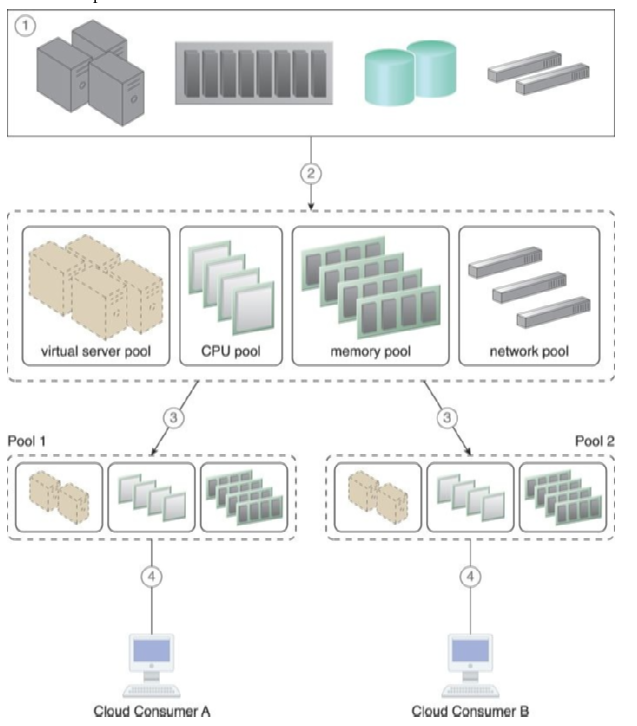 1
2
virtual server pool
CPU pool
memory pool
network pool
3
3
Pool 1
Pool 2
4
4
Cloud Consumer A
Cloud Consumer B